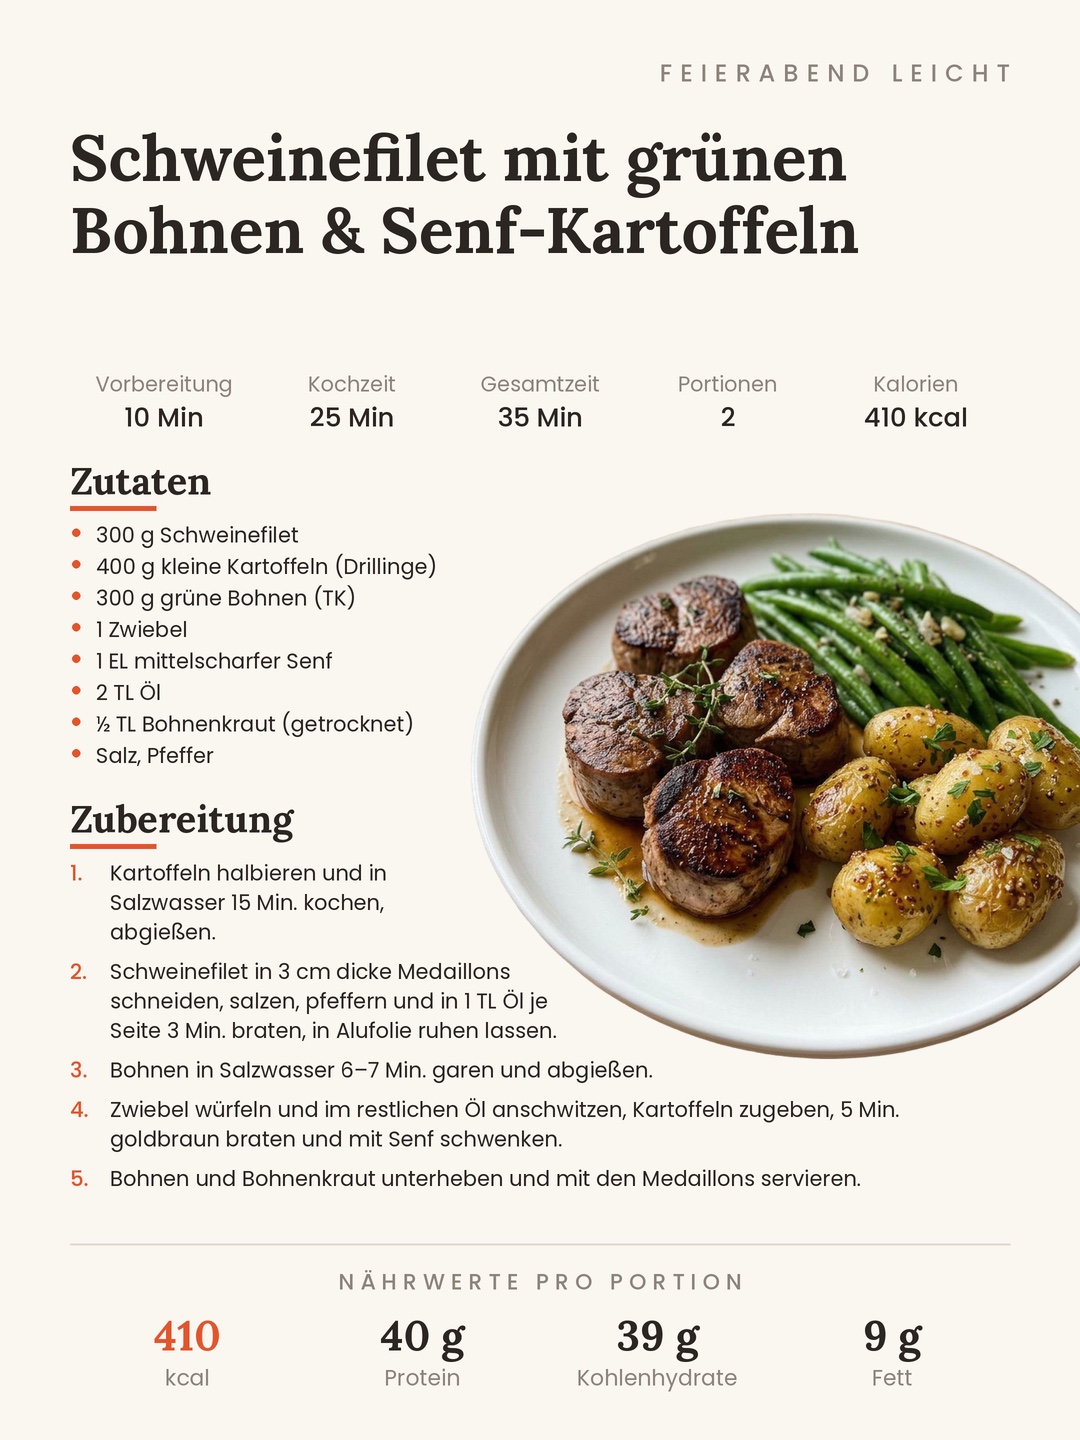 FEIERABEND LEICHT
Schweinefilet mit grünen
Bohnen & Senf-Kartoffeln
Vorbereitung Kochzeit Gesamtzeit Portionen Kalorien
10 Min 25 Min 35 Min 2 410 kcal
Zutaten
• 300 g Schweinefilet
• 400 g kleine Kartoffeln (Drillinge)
• 300 g grüne Bohnen (TK)
• 1 Zwiebel
• 1 EL mittelscharfer Senf
• 2 TL Öl
• ½ TL Bohnenkraut (getrocknet)
• Salz, Pfeffer
Zubereitung
1. Kartoffeln halbieren und in
Salzwasser 15 Min. kochen,
abgießen.
2. Schweinefilet in 3 cm dicke Medaillons
schneiden, salzen, pfeffern und in 1 TL Öl je
Seite 3 Min. braten, in Alufolie ruhen lassen.
3. Bohnen in Salzwasser 6–7 Min. garen und abgießen.
4. Zwiebel würfeln und im restlichen Öl anschwitzen, Kartoffeln zugeben, 5 Min.
goldbraun braten und mit Senf schwenken.
5. Bohnen und Bohnenkraut unterheben und mit den Medaillons servieren.
NÄHRWERTE PRO PORTION
410 40 g 39 g 9 g
kcal Protein Kohlenhydrate Fett